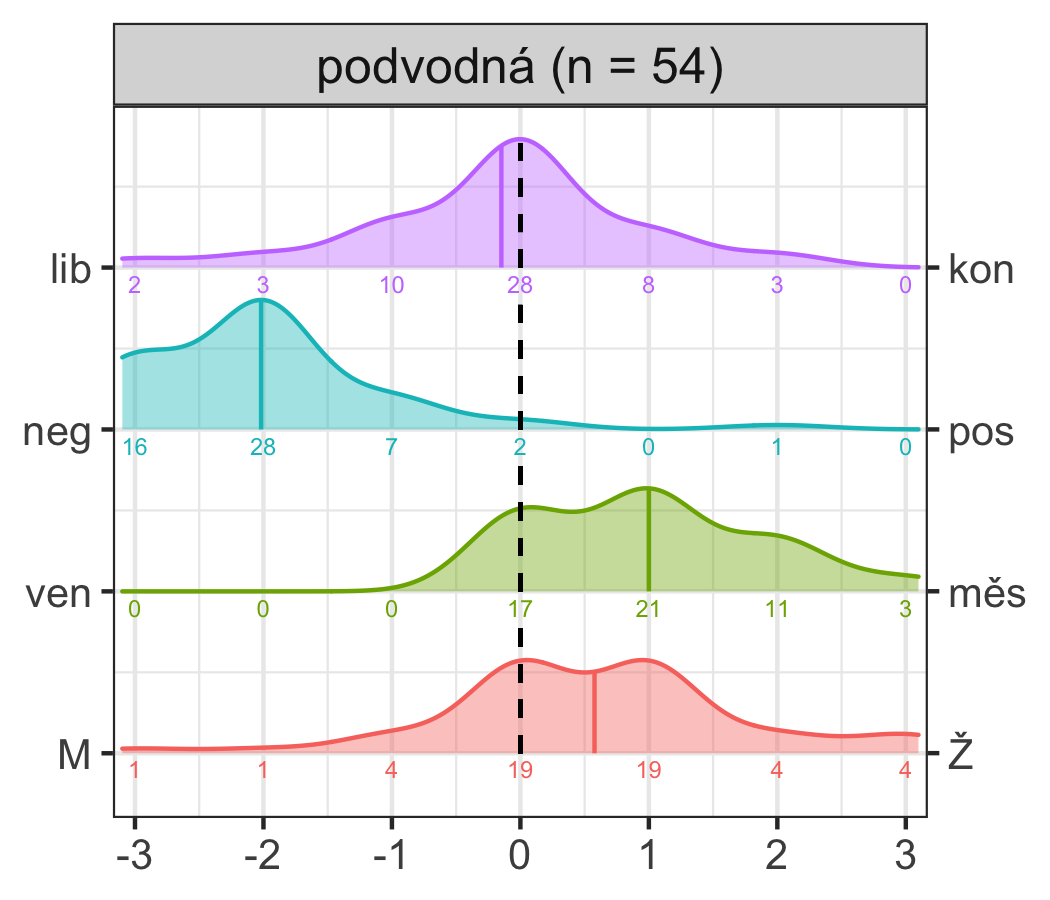 podvodná (n = 54)
lib kon
2 3 10 28 8 3 0
neg pos
16 28 7 2 0 1 0
ven měs
0 0 0 17 21 11 3
M Ž
1 1 4 19 19 4 4
-3 -2 -1 0 1 2 3